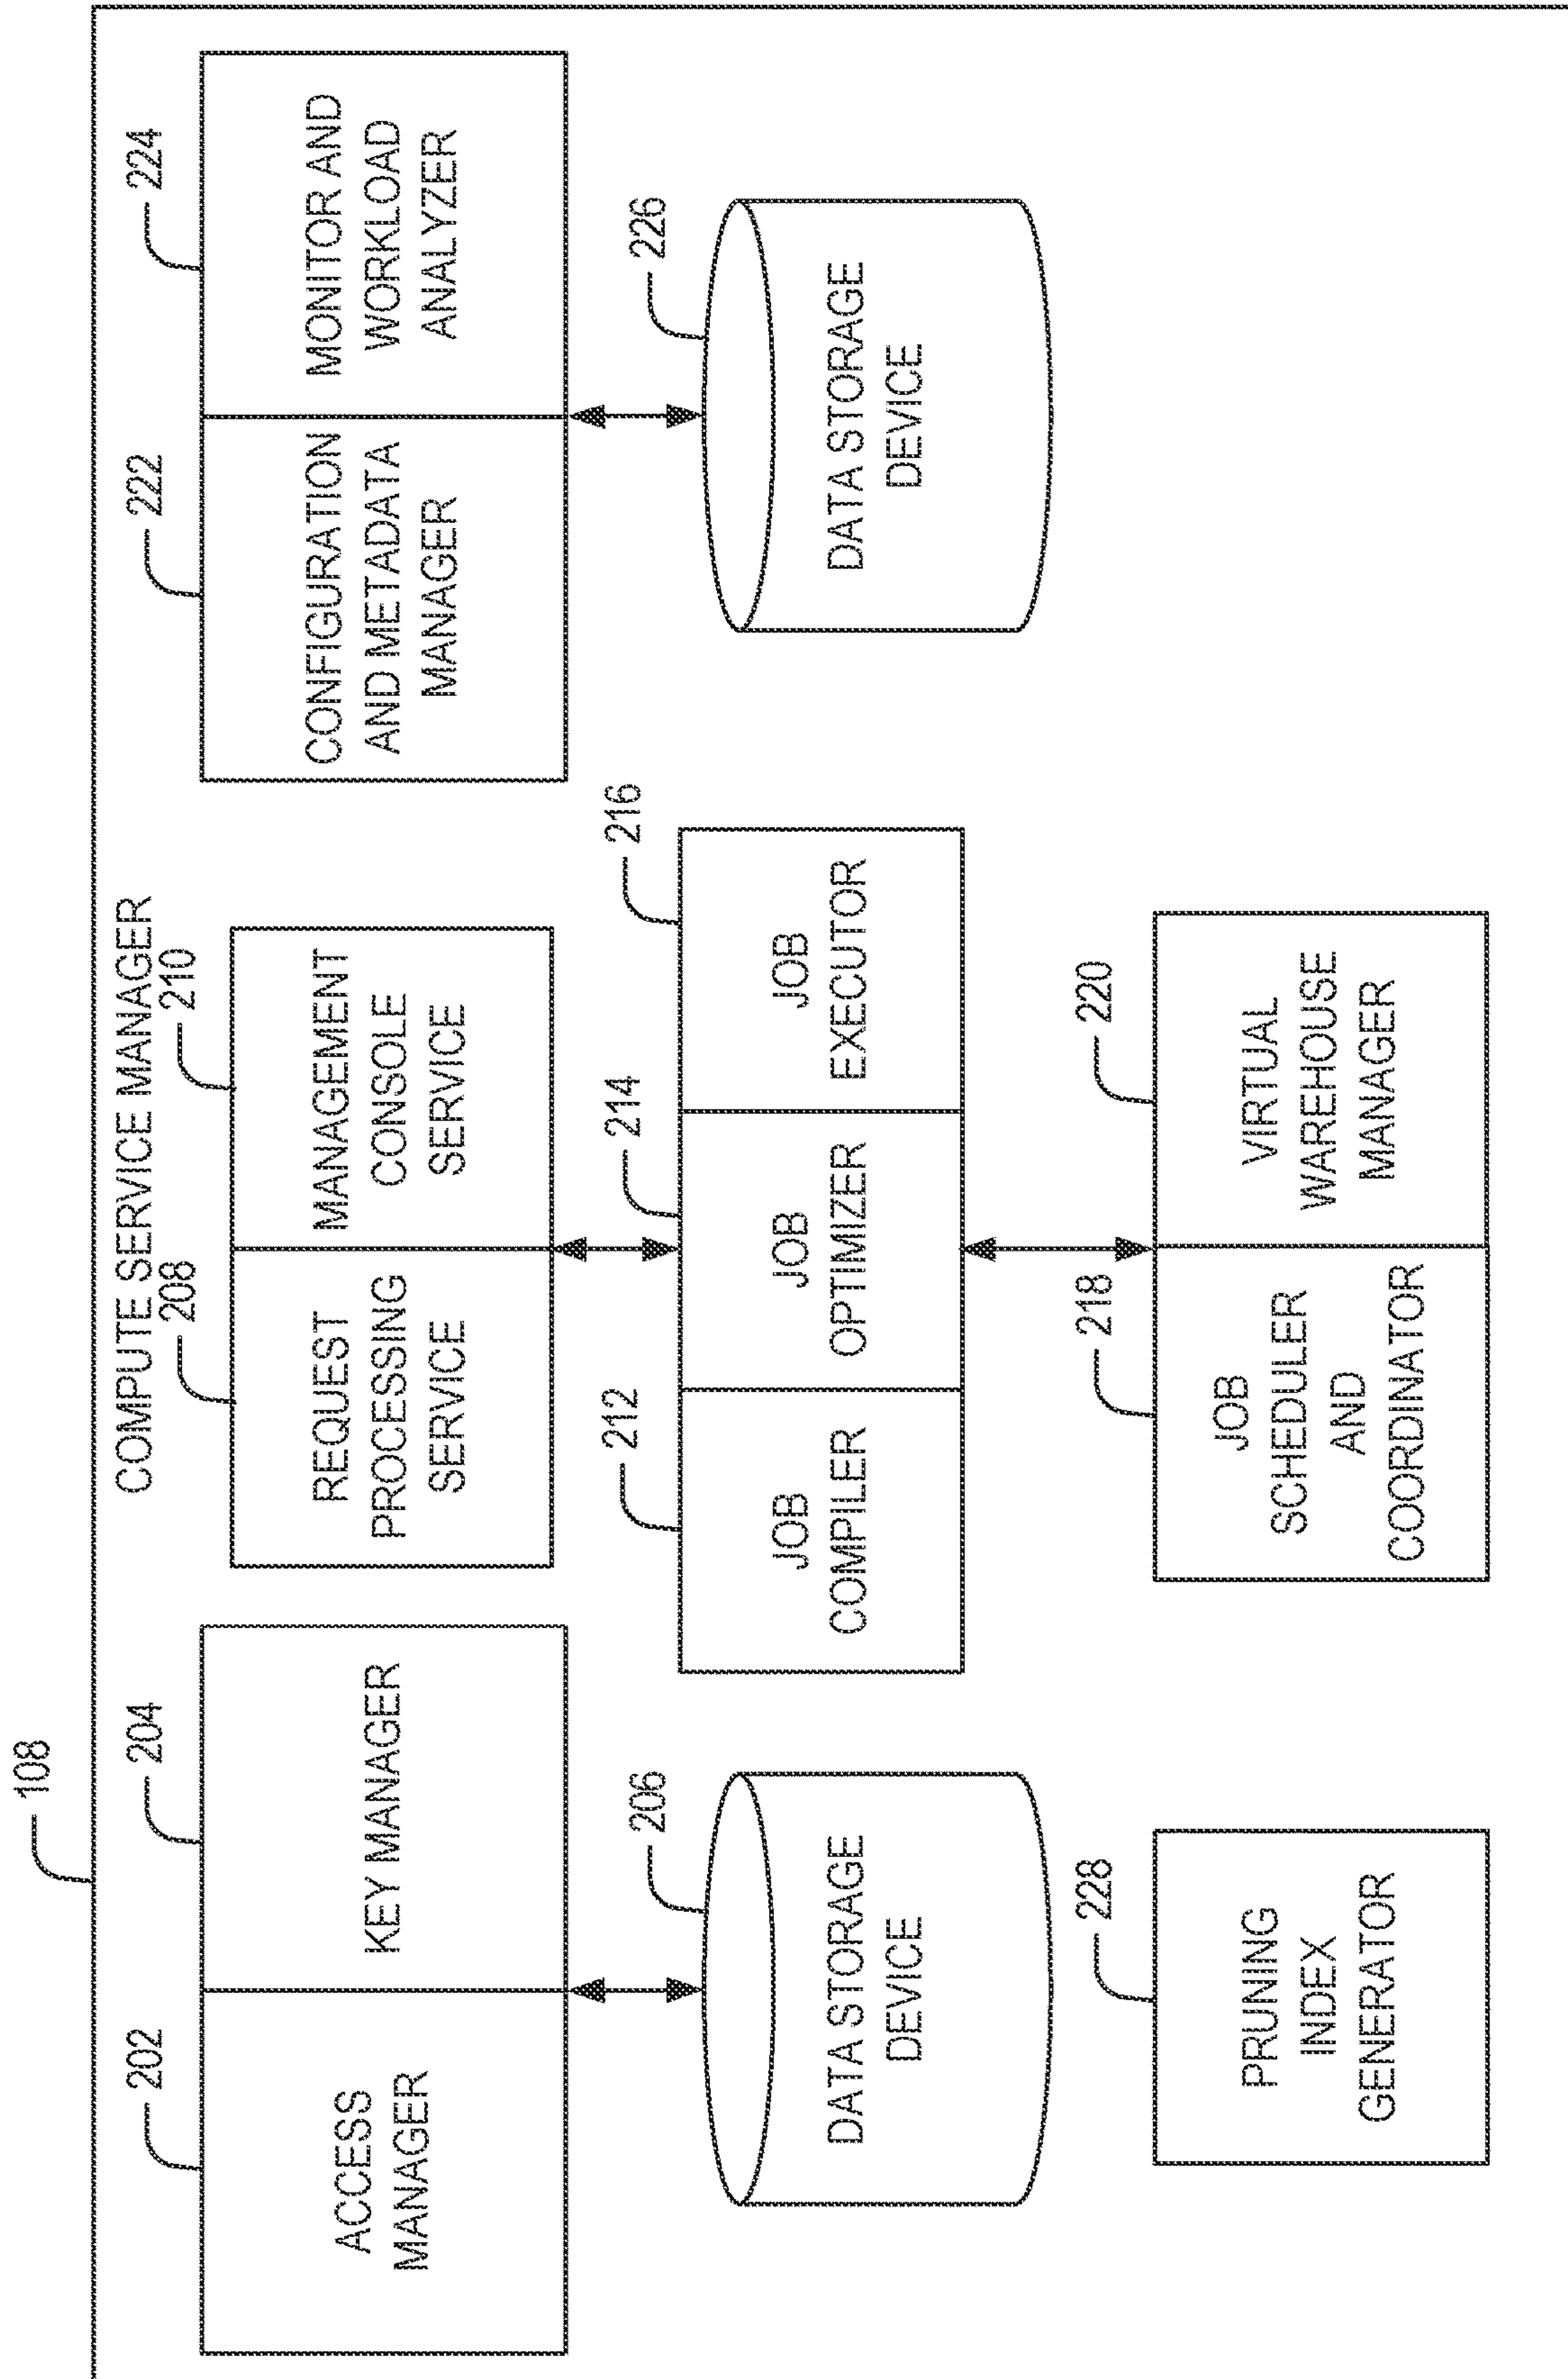 108
COMPUTE SERVICE MANAGER
202
204
ACCESS
MANAGER
KEY MANAGER
206
DATA STORAGE
DEVICE
228
PRUNING
INDEX
GENERATOR
208
210
REQUEST
PROCESSING
SERVICE
MANAGEMENT
CONSOLE
SERVICE
212
214
216
JOB
COMPILER
JOB
OPTIMIZER
JOB
EXECUTOR
218
220
JOB
SCHEDULER
AND
COORDINATOR
VIRTUAL
WAREHOUSE
MANAGER
222
224
CONFIGURATION
AND METADATA
MANAGER
MONITOR AND
WORKLOAD
ANALYZER
226
DATA STORAGE
DEVICE